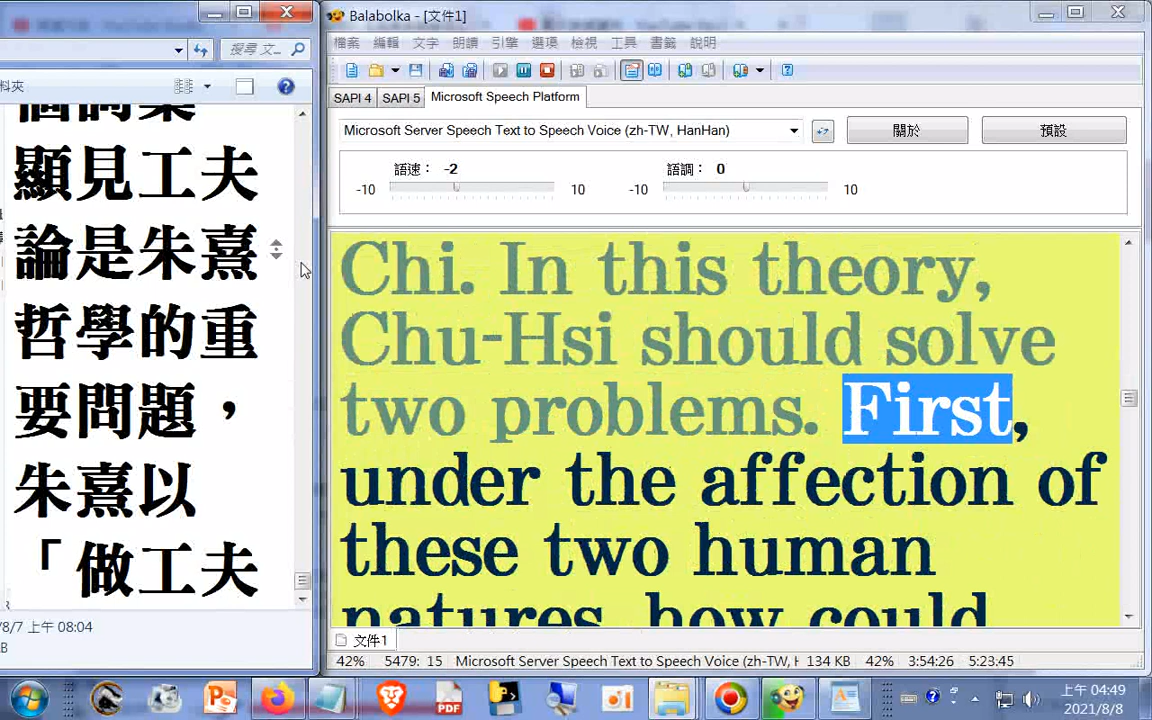 搜尋 文...
料夾
個詞彙
顯見工夫
論是朱熹
哲學的重
要問題，
朱熹以
「做工夫
/8/7 上午 08:04
B
Balabolka - [文件1]
檔案 編輯 文字 朗讀 引擎 選項 檢視 工具 書籤 說明
SAPI 4 SAPI 5 Microsoft Speech Platform
Microsoft Server Speech Text to Speech Voice (zh-TW, HanHan)
關於
預設
語速： -2
語調： 0
-10 10 -10 10
Chi. In this theory,
Chu-Hsi should solve
two problems. First,
under the affection of
these two human
natures, how could
文件1
42% 5479: 15 Microsoft Server Speech Text to Speech Voice (zh-TW, H 134 KB 42% 3:54:26 5:23:45
PDF
上午 04:49
2021/8/8